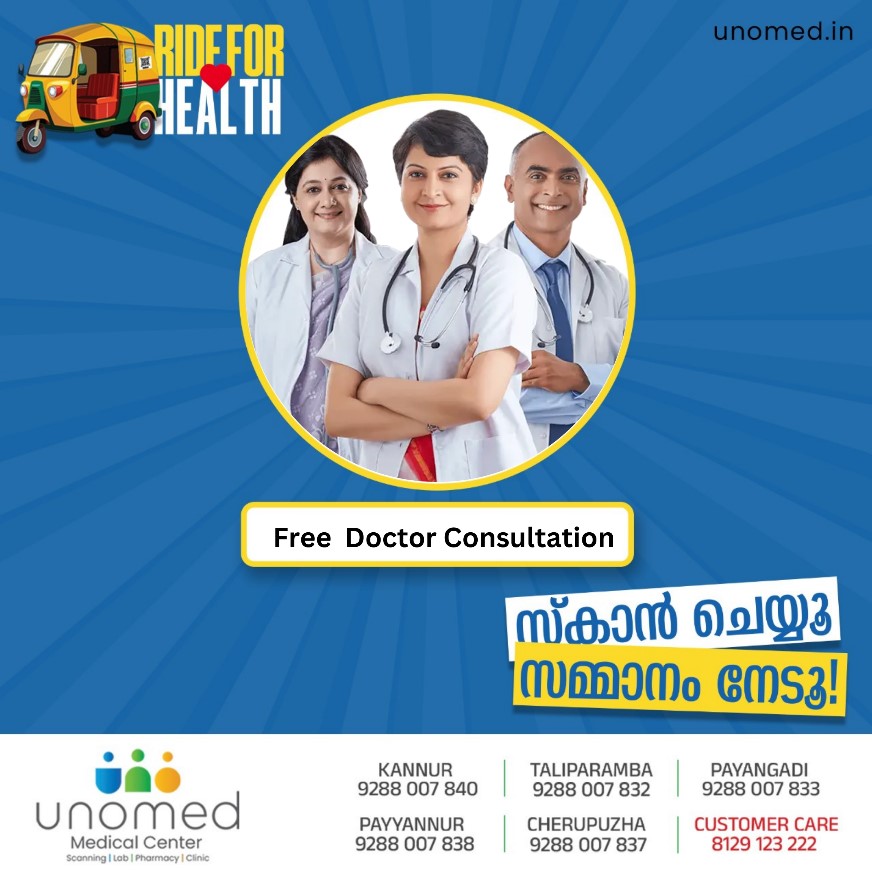 unomed.in
RIDE FOR
HEALTH
Free Doctor Consultation
സ്കാൻ ചെയ്യൂ
സമ്മാനം നേടൂ!
unomed
Medical Center
Scanning | Lab | Pharmacy | Clinic
KANNUR
9288 007 840
TALIPARAMBA
9288 007 832
PAYANGADI
9288 007 833
PAYYANNUR
9288 007 838
CHERUPUZHA
9288 007 837
CUSTOMER CARE
8129 123 222